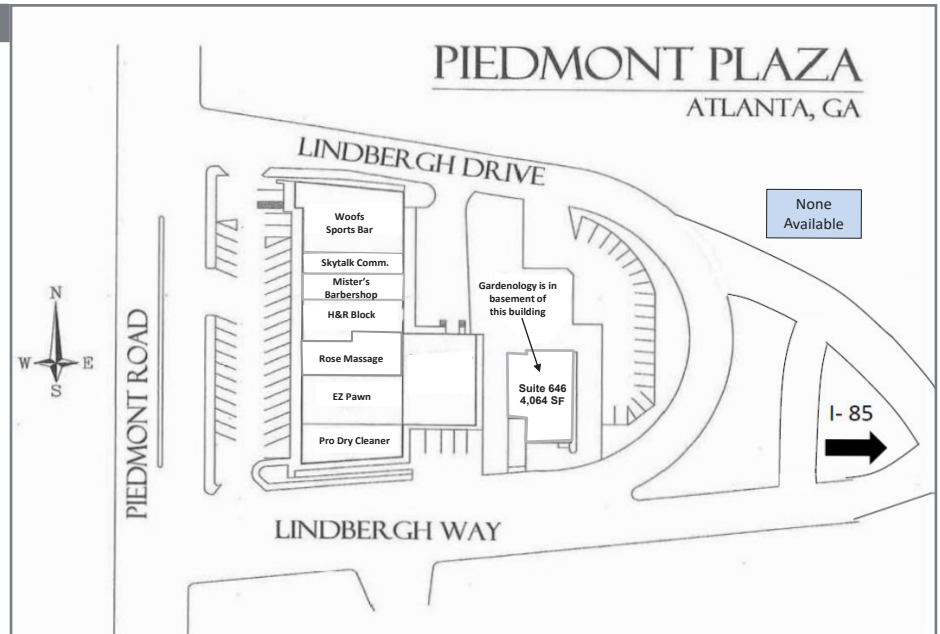 PIEDMONT PLAZA
ATLANTA, GA
LINDBERGH DRIVE
None
Available
Woofs
Sports Bar
Skytalk Comm.
Mister's
Barbershop
H&R Block
Rose Massage
EZ Pawn
Pro Dry Cleaner
Gardenology is in
basement of
this building
Suite 646
4,064 SF
N
W E
S
PIEDMONT ROAD
I- 85
LINDBERGH WAY